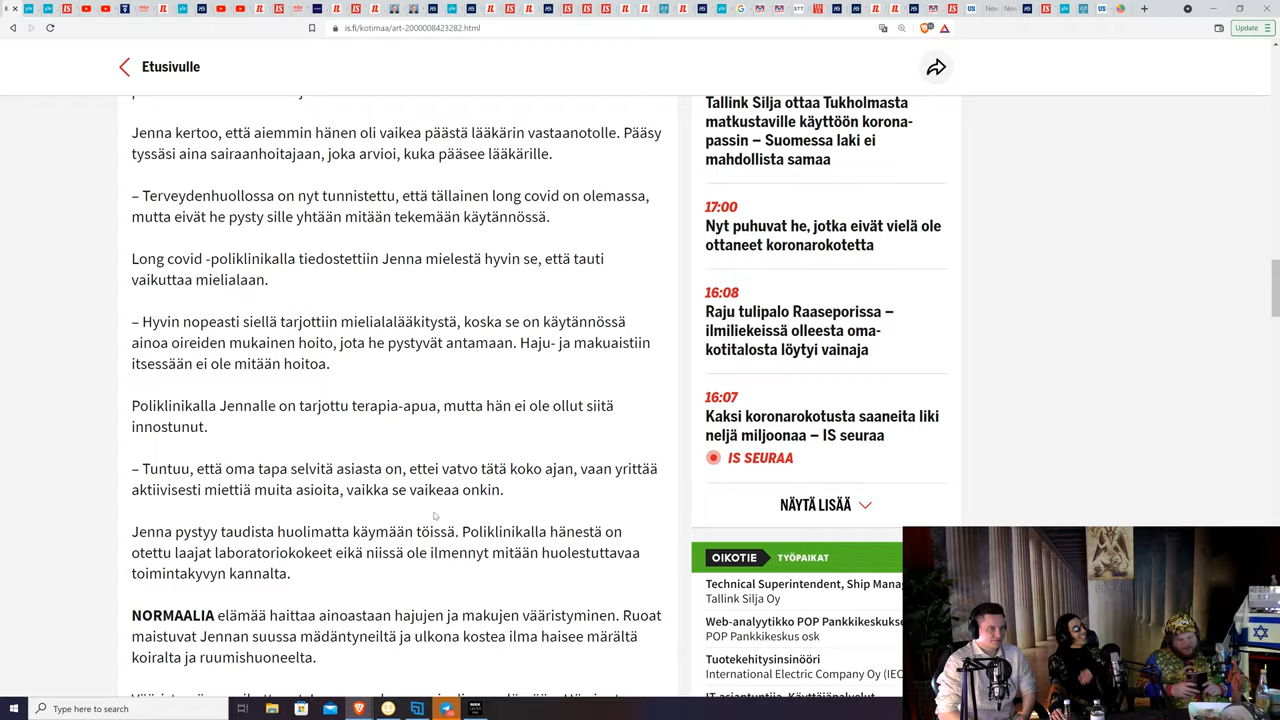 is.fi/kotimaa/art-2000008423282.html
Update
Etusivulle
Jenna kertoo, että aiemmin hänen oli vaikea päästä lääkärin vastaanotolle. Pääsy
tyssäsi aina sairaanhoitajaan, joka arvioi, kuka pääsee lääkärille.
– Terveydenhuollossa on nyt tunnistettu, että tällainen long covid on olemassa,
mutta eivät he pysty sille yhtään mitään tekemään käytännössä.
Long covid -poliklinikalla tiedostettiin Jenna mielestä hyvin se, että tauti
vaikuttaa mielialaan.
– Hyvin nopeasti siellä tarjottiin mielialalääkitystä, koska se on käytännössä
ainoa oireiden mukainen hoito, jota he pystyvät antamaan. Haju- ja makuaistiin
itsessään ei ole mitään hoitoa.
Poliklinikalla Jennalle on tarjottu terapia-apua, mutta hän ei ole ollut siitä
innostunut.
– Tuntuu, että oma tapa selvitä asiasta on, ettei vatvo tätä koko ajan, vaan yrittää
aktiivisesti miettiä muita asioita, vaikka se vaikeaa onkin.
Jenna pystyy taudista huolimatta käymään töissä. Poliklinikalla hänestä on
otettu laajat laboratoriokokeet eikä niissä ole ilmennyt mitään huolestuttavaa
toimintakyvyn kannalta.
NORMAALIA elämää haittaa ainoastaan hajujen ja makujen vääristyminen. Ruoat
maistuvat Jennan suussa mädäntyneiltä ja ulkona kostea ilma haisee märältä
koiralta ja ruumishuoneelta.
Tallink Silja ottaa Tukholmasta
matkustaville käyttöön korona-
passin – Suomessa laki ei
mahdollista samaa
17:00
Nyt puhuvat he, jotka eivät vielä ole
ottaneet koronarokotetta
16:08
Raju tulipalo Raaseporissa –
ilmiliekeissä olleesta oma-
kotitalosta löytyi vainaja
16:07
Kaksi koronarokotusta saaneita liki
neljä miljoonaa – IS seuraa
IS SEURAA
NÄYTÄ LISÄÄ
OIKOTIE TYÖPAIKAT
Technical Superintendent, Ship Mana
Tallink Silja Oy
Web-analyytikko POP Pankkikeskukse
POP Pankkikeskus osk
Tuotekehitysinsinööri
International Electric Company Oy (IEC
Type here to search